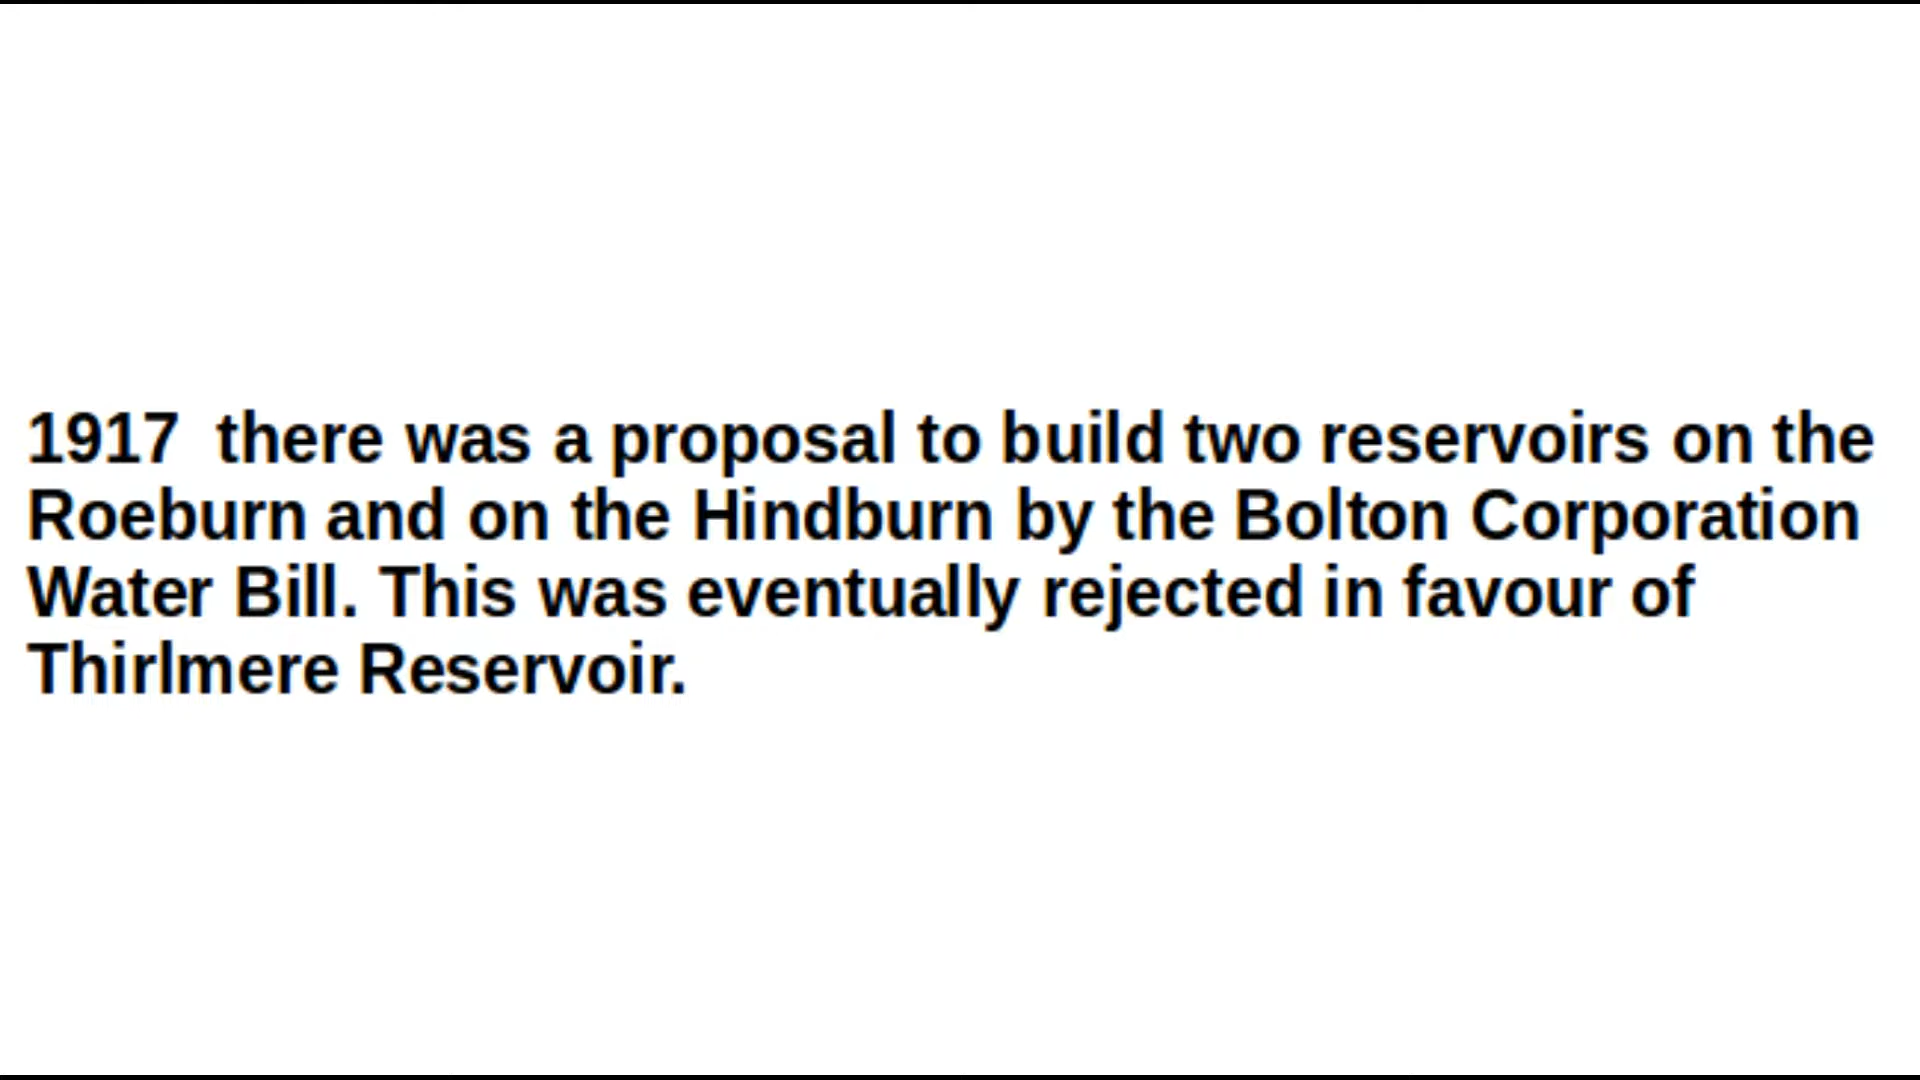 1917  there was a proposal to build two reservoirs on the
Roeburn and on the Hindburn by the Bolton Corporation
Water Bill. This was eventually rejected in favour of
Thirlmere Reservoir.